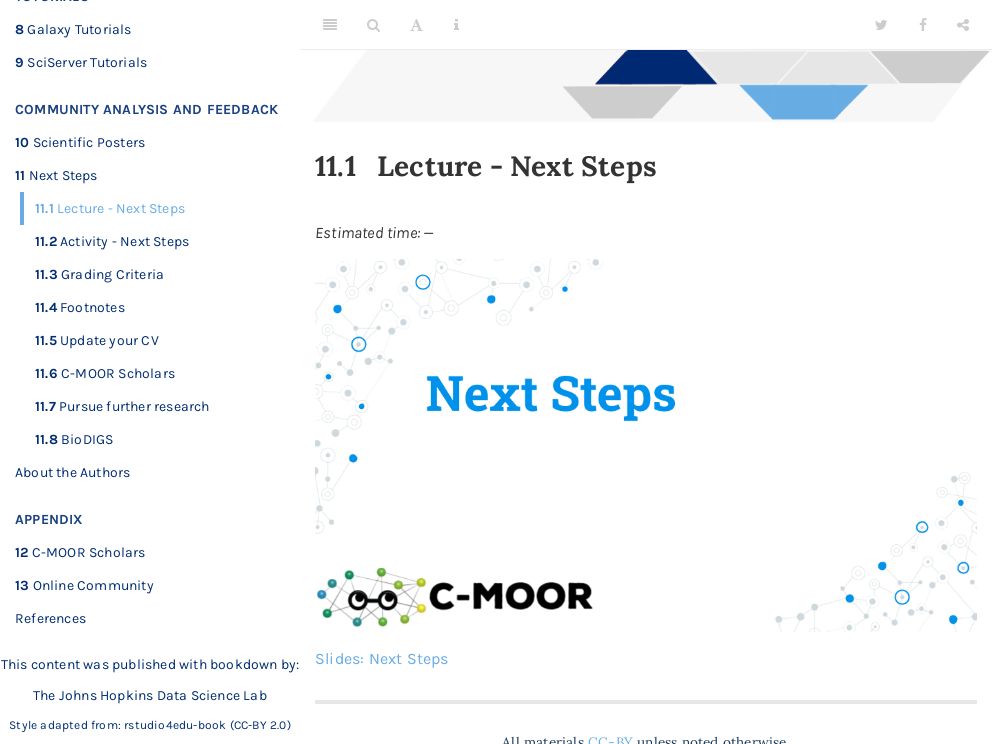 8 Galaxy Tutorials
9 SciServer Tutorials
COMMUNITY ANALYSIS AND FEEDBACK
10 Scientific Posters
11 Next Steps
11.1 Lecture - Next Steps
11.2 Activity - Next Steps
11.3 Grading Criteria
11.4 Footnotes
11.5 Update your CV
11.6 C-MOOR Scholars
11.7 Pursue further research
11.8 BioDIGS
About the Authors
APPENDIX
12 C-MOOR Scholars
13 Online Community
References
This content was published with bookdown by:
The Johns Hopkins Data Science Lab
Style adapted from: rstudio4edu-book (CC-BY 2.0)
11.1 Lecture - Next Steps
Estimated time: —
Next Steps
C-MOOR
Slides: Next Steps
All materials CC-BY unless noted otherwise